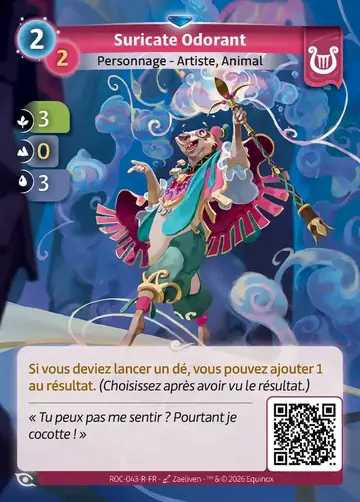 2
2
Suricate Odorant
Personnage - Artiste, Animal
3
0
3
Si vous deviez lancer un dé, vous pouvez ajouter 1
au résultat. (Choisissez après avoir vu le résultat.)
« Tu peux pas me sentir ? Pourtant je
cocotte ! »
ROC-043-R-FR - Zaeliven - ™ & © 2026 Equinox